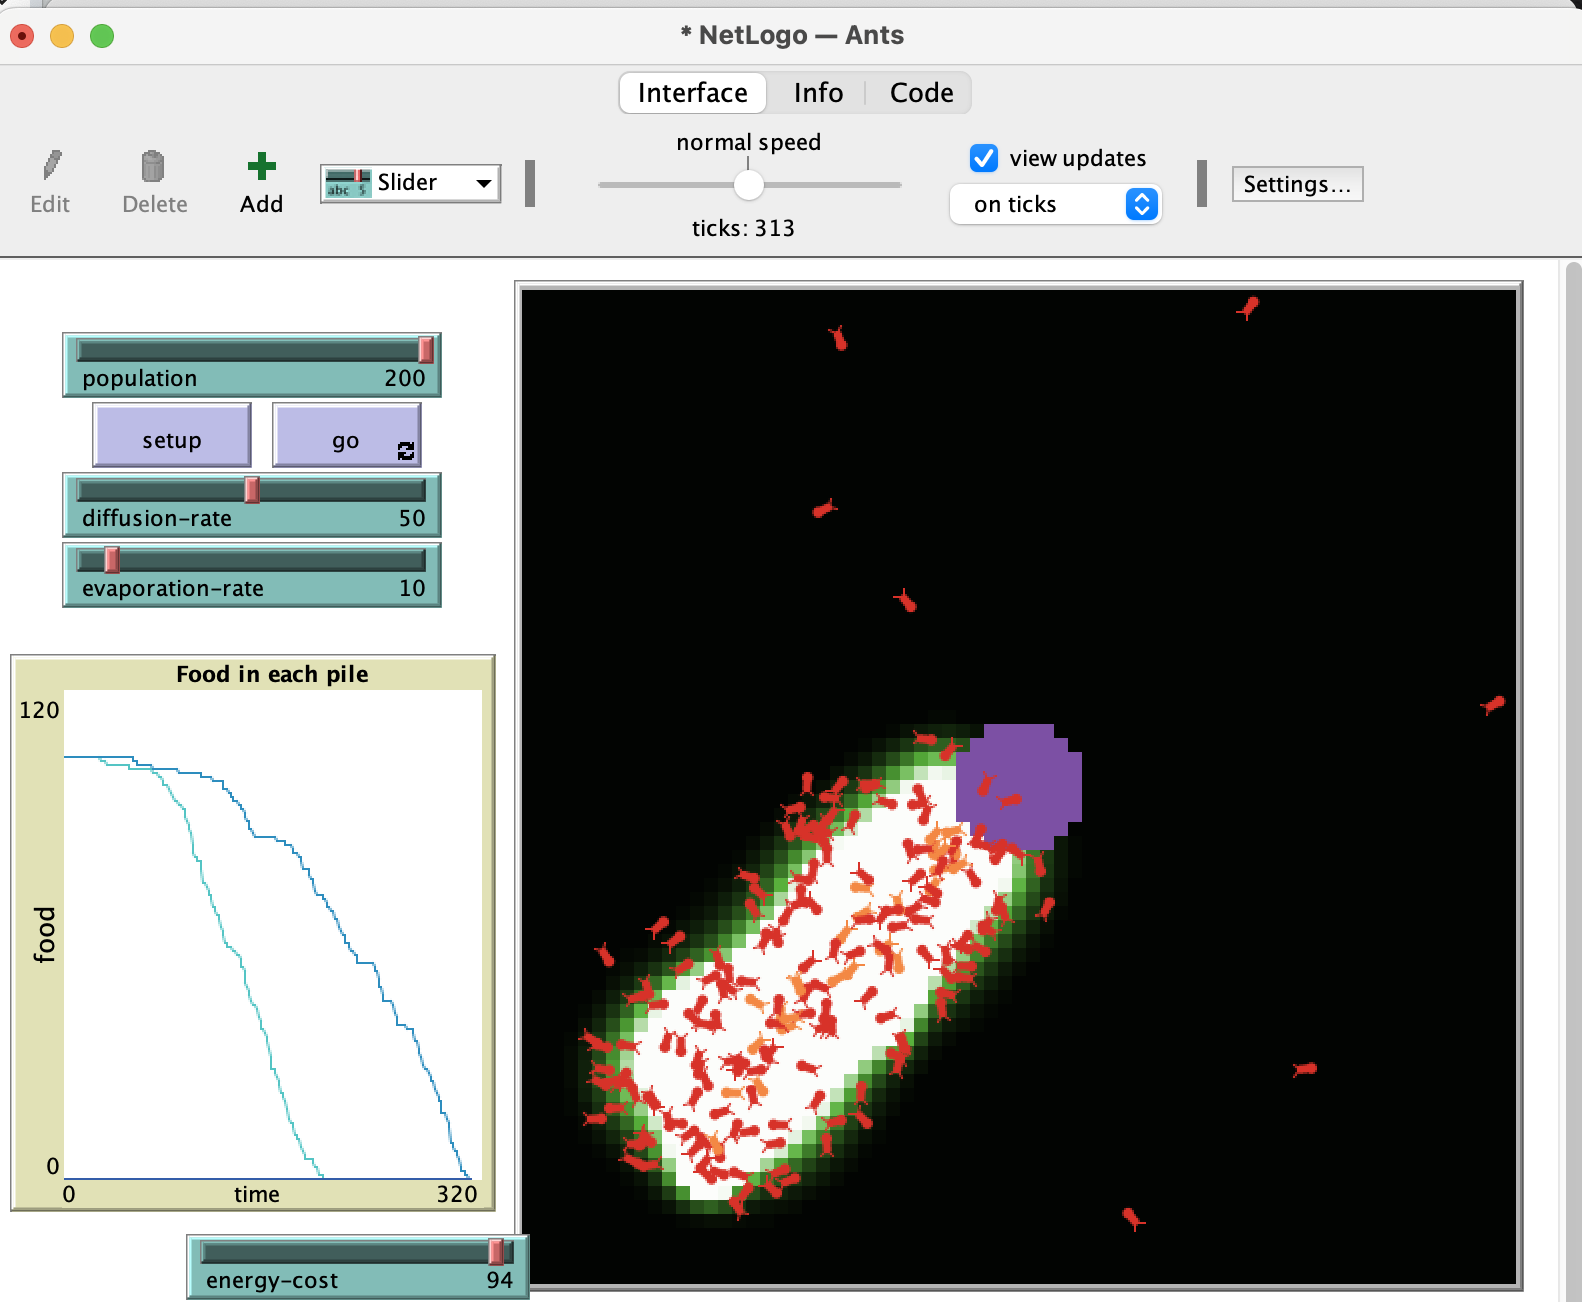 * NetLogo — Ants
Interface Info Code
normal speed
Edit Delete Add
abc 5 Slider
ticks: 313
view updates
on ticks
Settings...
population 200
setup go
diffusion-rate 50
evaporation-rate 10
Food in each pile
120
food
0
0 time 320
energy-cost 94